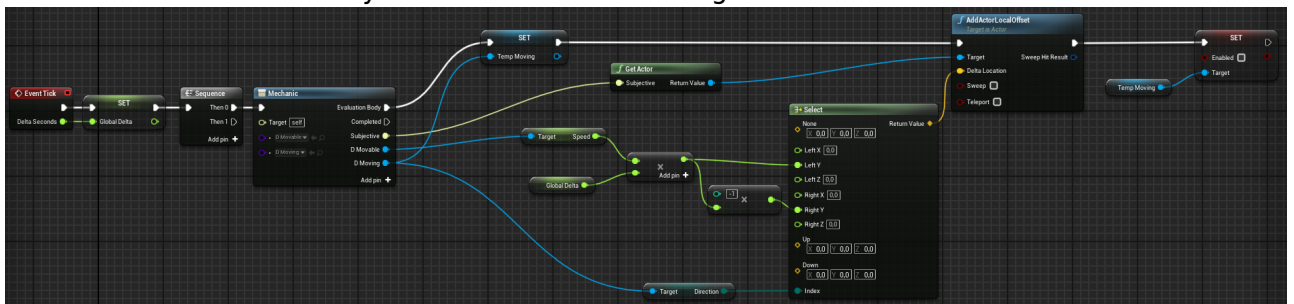 Event Tick
Delta Seconds
SET
Global Delta
Sequence
Then 0
Then 1
Add pin +
Mechanic
Target self
D Movable
D Moving
Evaluation Body
Completed
Subjective
D Movable
D Moving
Add pin +
SET
Temp Moving
Get Actor
Subjective Return Value
Target Speed
Global Delta
×
Add pin +
-1 ×
Target Direction
Select
None Return Value
X 0,0 Y 0,0 Z 0,0
Left X 0,0
Left Y
Left Z 0,0
Right X 0,0
Right Y
Right Z 0,0
Up
X 0,0 Y 0,0 Z 0,0
Down
X 0,0 Y 0,0 Z 0,0
Index
AddActorLocalOffset
Target is Actor
Target Sweep Hit Result
Delta Location
Sweep
Teleport
Temp Moving
SET
Enabled
Target